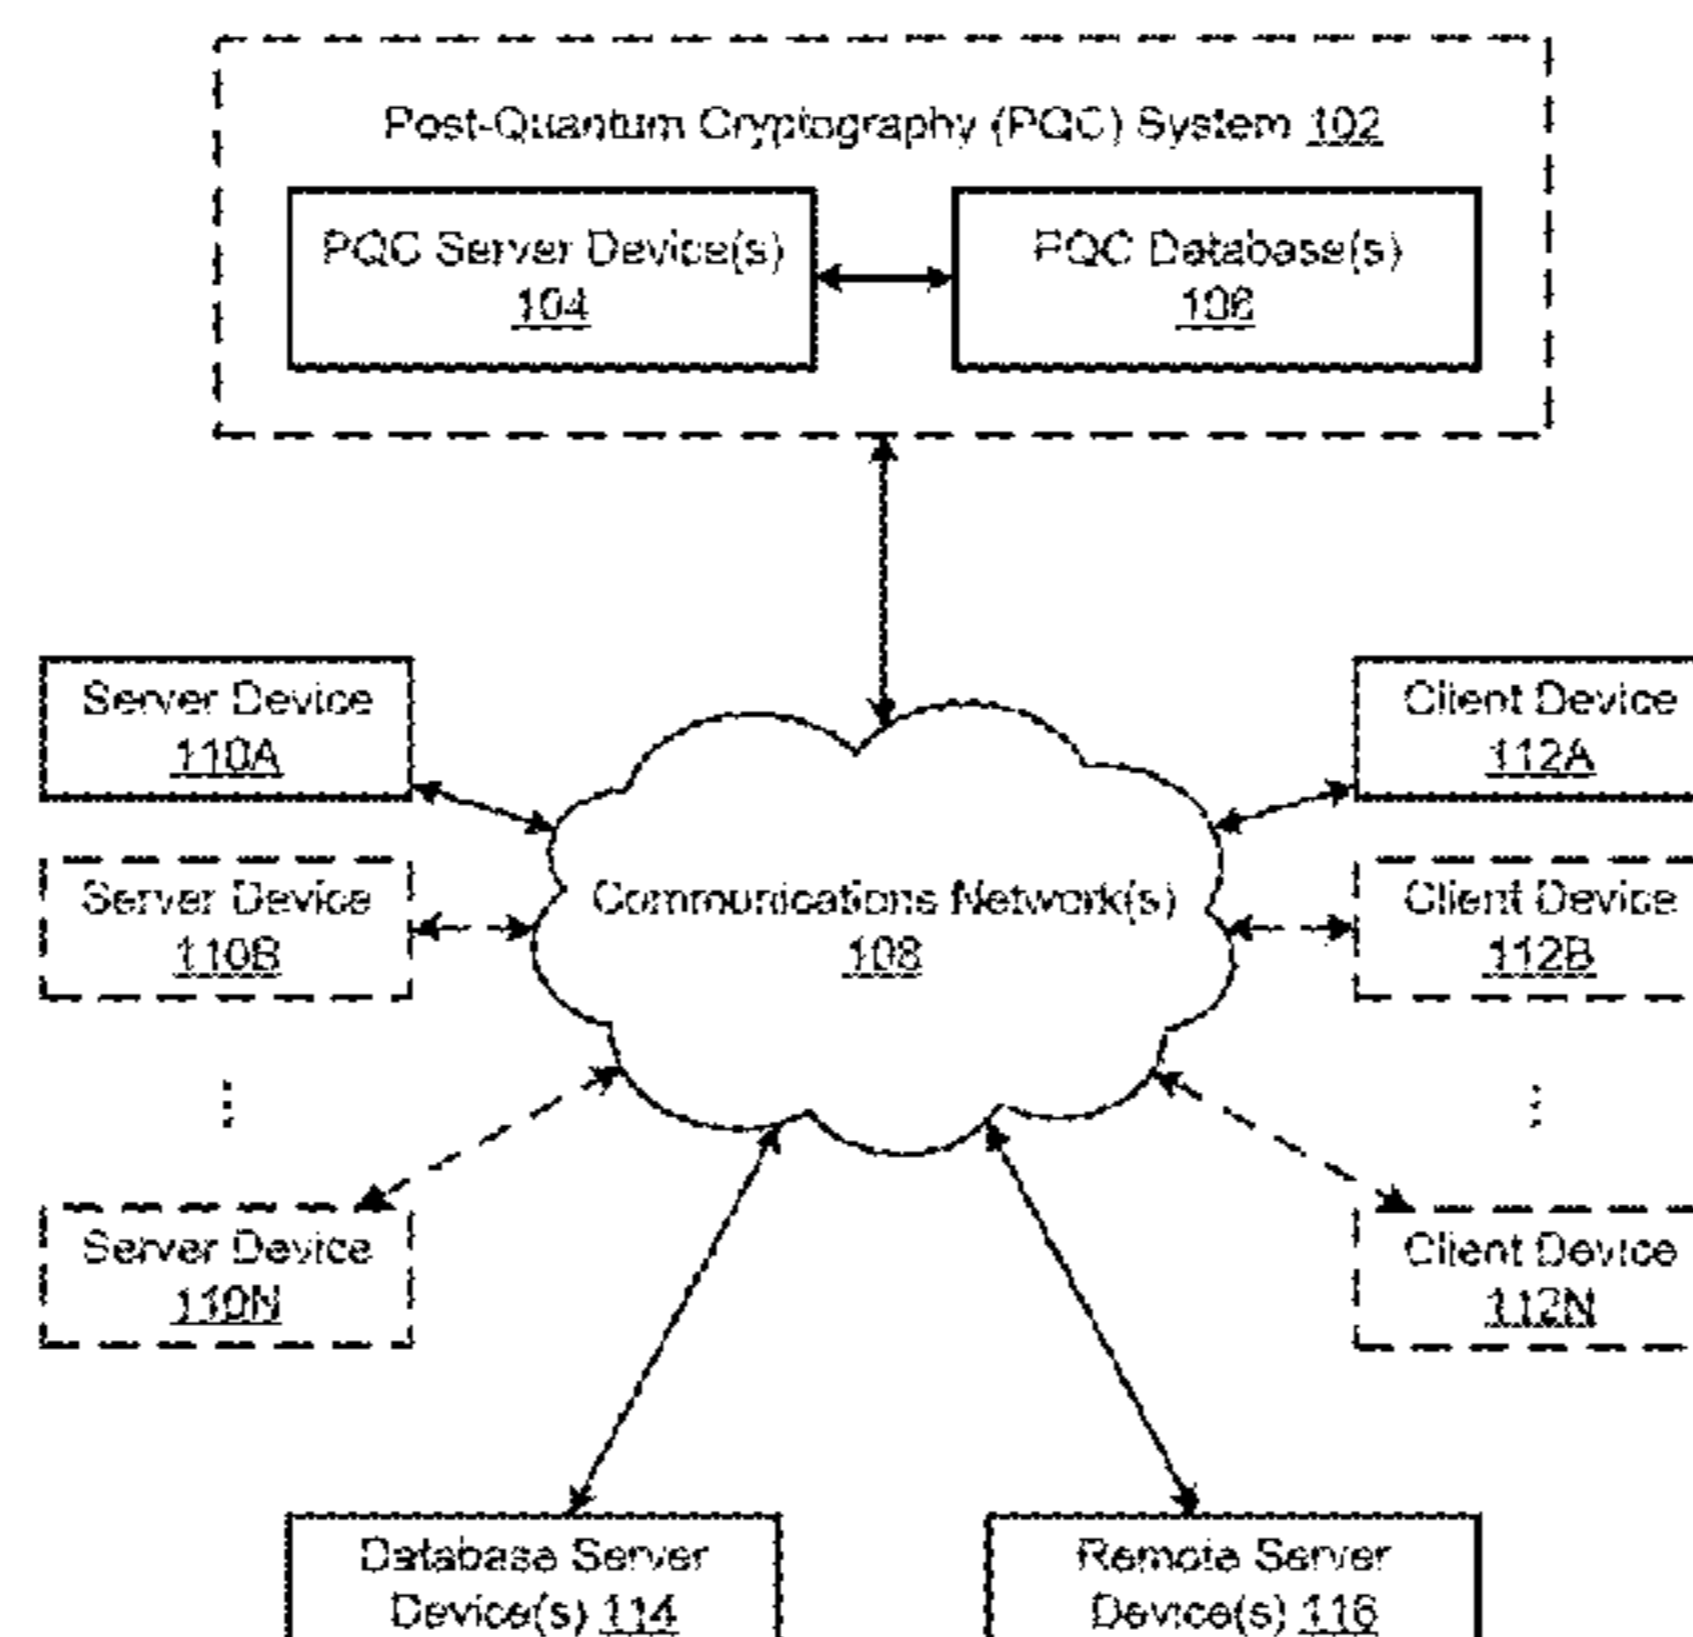 Post-Quantum Cryptography (PQC) System 102
PQC Server Device(s)
104
PQC Database(s)
106
Server Device
110A
Client Device
112A
Server Device
110B
Communications Network(s)
108
Client Device
112B
⋮
⋮
Server Device
110N
Client Device
112N
Database Server
Device(s) 114
Remote Server
Device(s) 116